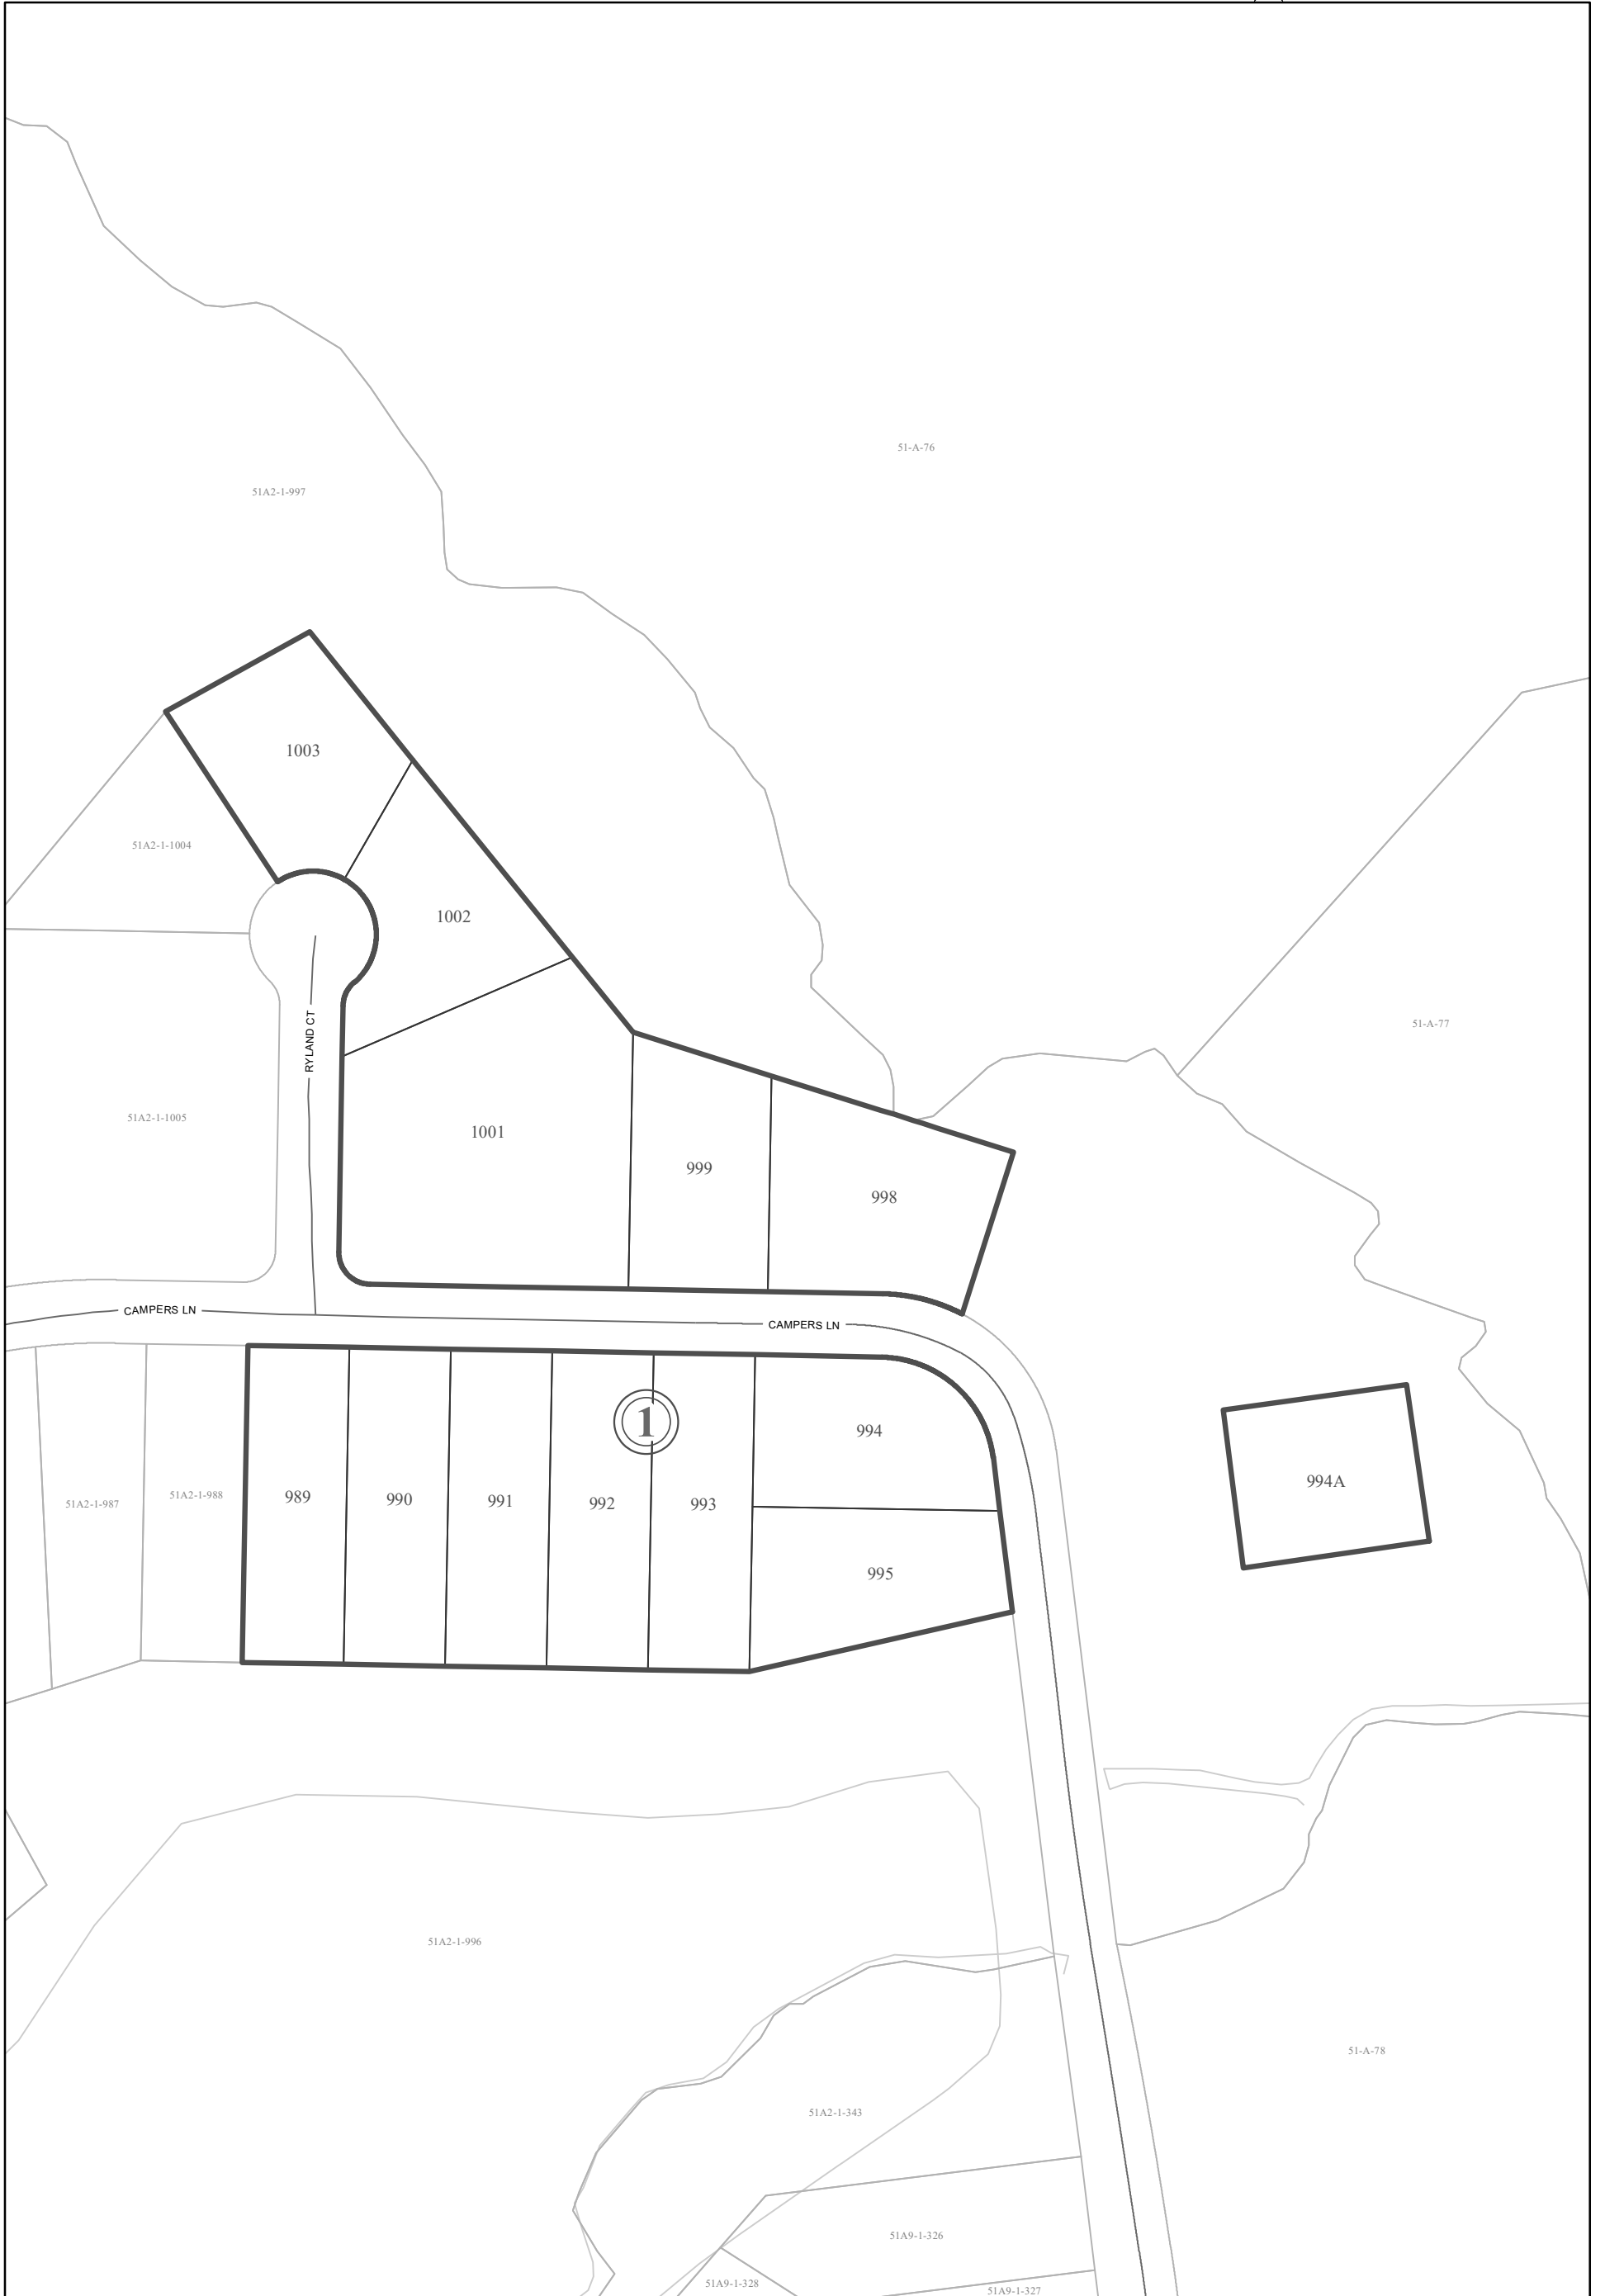 51-A-76
51A2-1-997
1003
51A2-1-1004
1002
51-A-77
RYLAND CT
51A2-1-1005
1001
999
998
CAMPERS LN
CAMPERS LN
1
994
994A
51A2-1-987
51A2-1-988
989
990
991
992
993
995
51A2-1-996
51-A-78
51A2-1-343
51A9-1-326
51A9-1-328
51A9-1-327